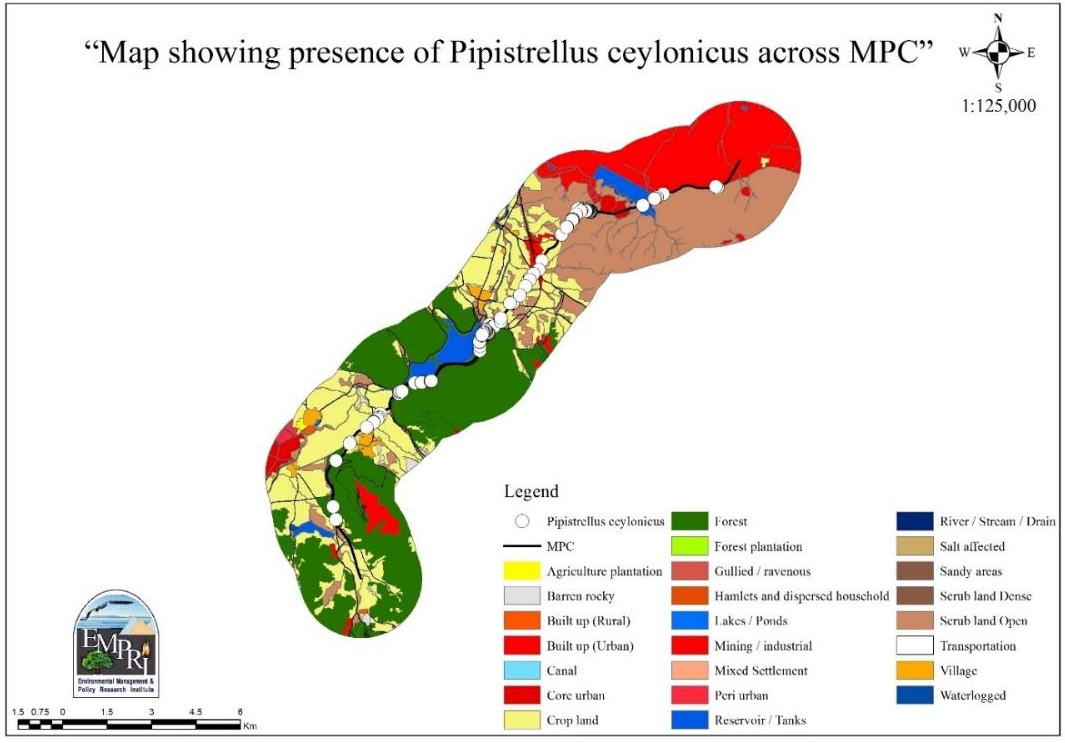 “Map showing presence of Pipistrellus ceylonicus across MPC”
N
W E
S
1:125,000
Legend
Pipistrellus ceylonicus
MPC
Agriculture plantation
Barren rocky
Built up (Rural)
Built up (Urban)
Canal
Core urban
Crop land
Forest
Forest plantation
Gullied / ravenous
Hamlets and dispersed household
Lakes / Ponds
Mining / industrial
Mixed Settlement
Peri urban
Reservoir / Tanks
River / Stream / Drain
Salt affected
Sandy areas
Scrub land Dense
Scrub land Open
Transportation
Village
Waterlogged
EMPRI
Environmental Management &
Policy Research Institute
1.5 0.75 0 1.5 3 4.5 6
Km